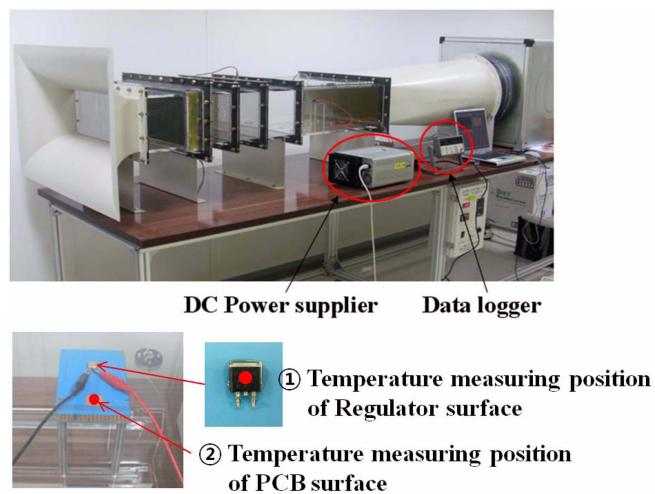 DC Power supplier
Data logger
① Temperature measuring position
of Regulator surface
② Temperature measuring position
of PCB surface